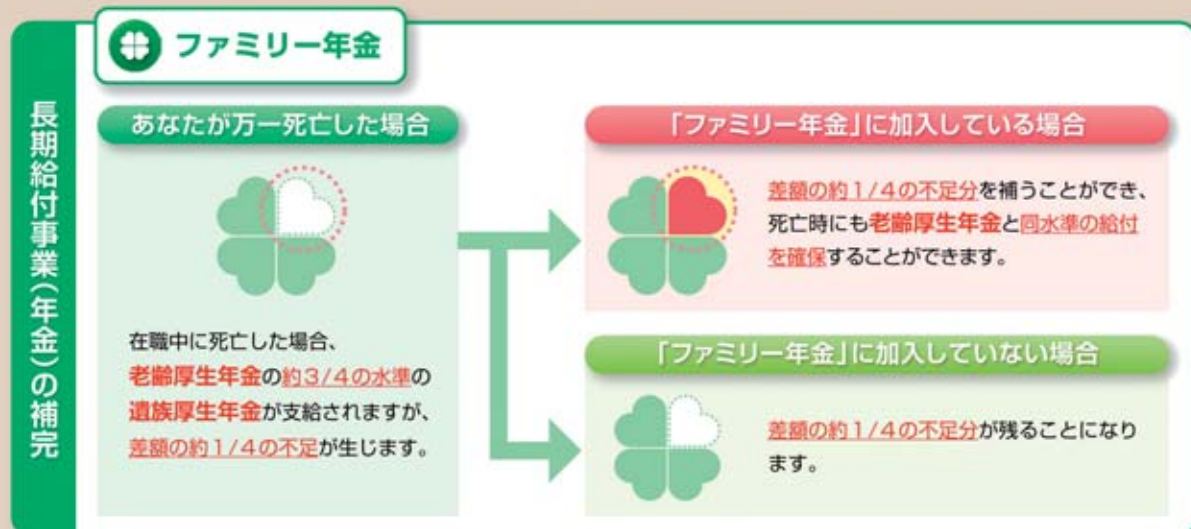 ファミリー年金
長期給付事業(年金)の補完
あなたが万一死亡した場合
在職中に死亡した場合、
老齢厚生年金の約3/4の水準の
遺族厚生年金が支給されますが、
差額の約1/4の不足が生じます。
「ファミリー年金」に加入している場合
差額の約1/4の不足分を補うことができ、
死亡時にも老齢厚生年金と同水準の給付
を確保することができます。
「ファミリー年金」に加入していない場合
差額の約1/4の不足分が残ることになり
ます。